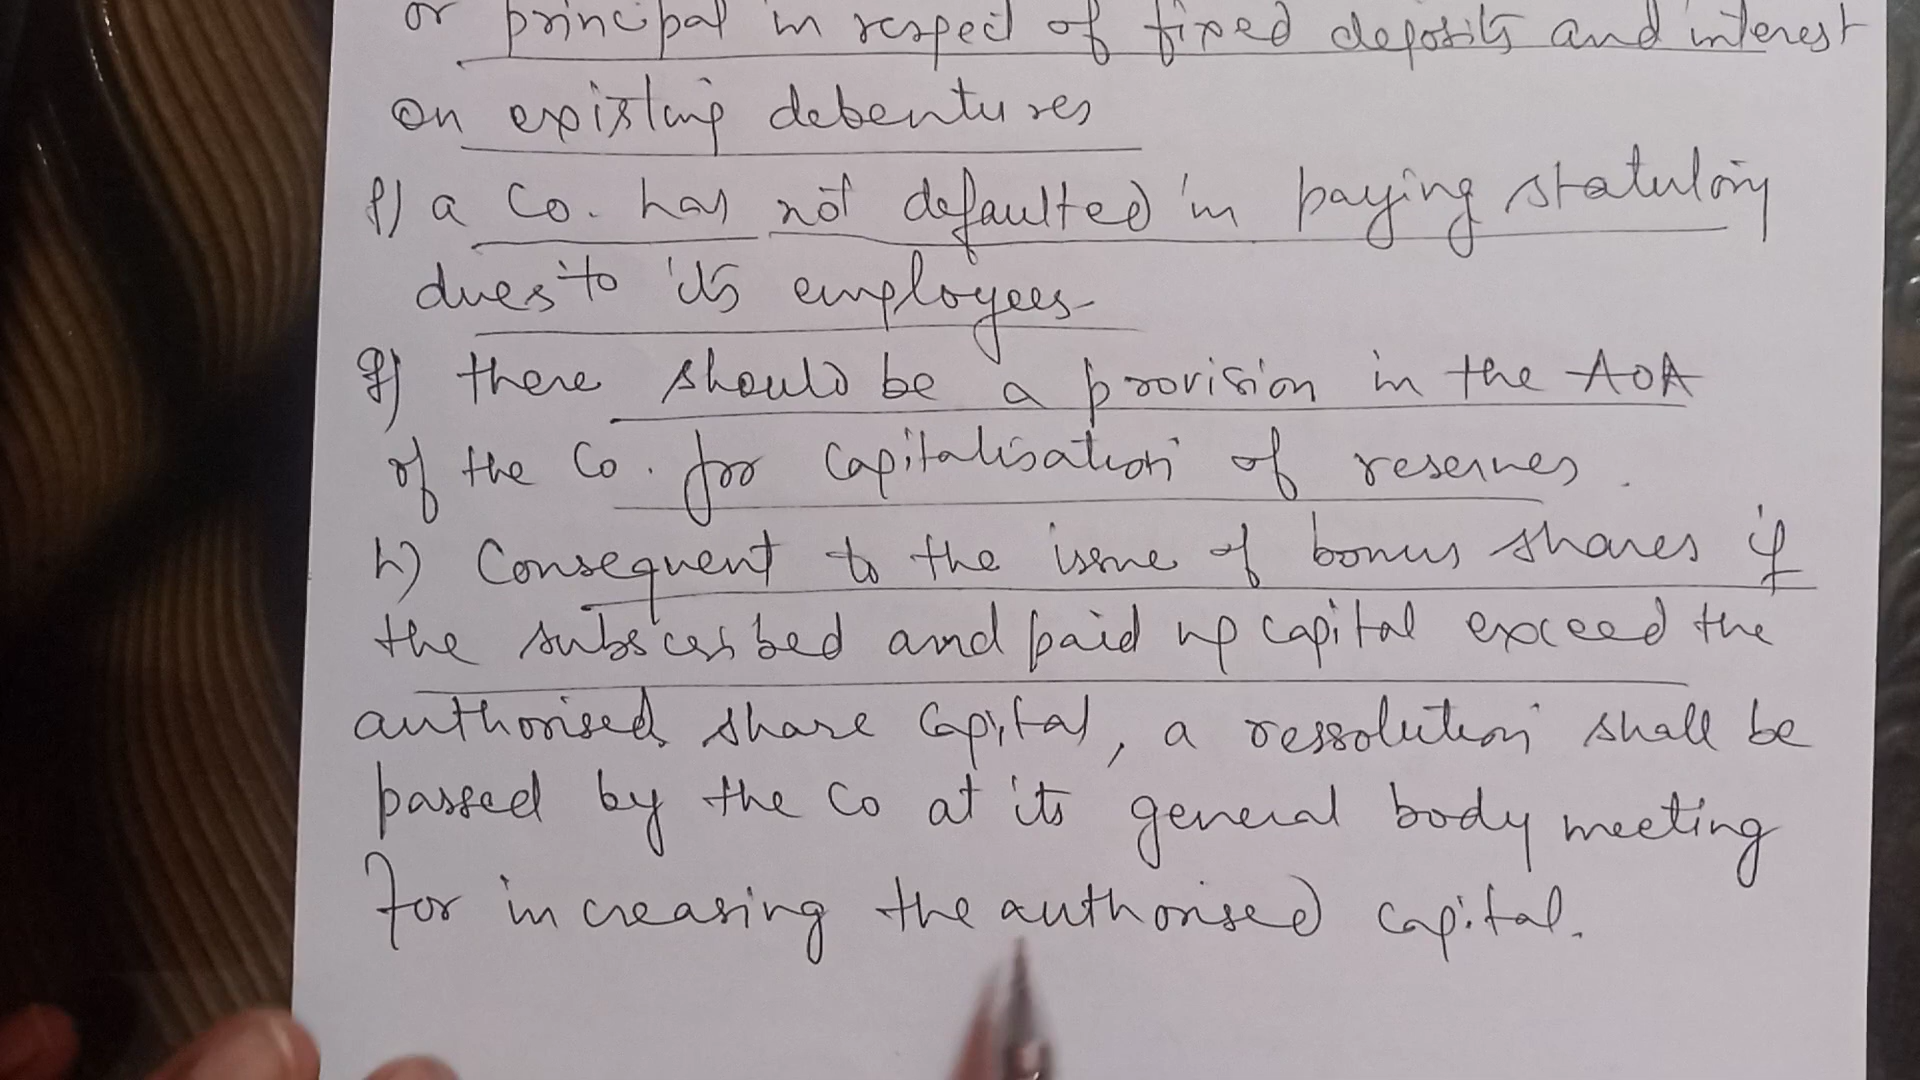 or principal in respect of fixed deposits and interest
on existing debentures
f) a Co. has not defaulted in paying statutory
dues to its employees-
g) there should be a provision in the AOA
of the Co. for Capitalisation of reserves.
h) Consequent to the issue of bonus shares if
the subscribed and paid up capital exceed the
authorised share Capital, a ressolution shall be
passed by the Co at its general body meeting
For increasing the authorised capital.